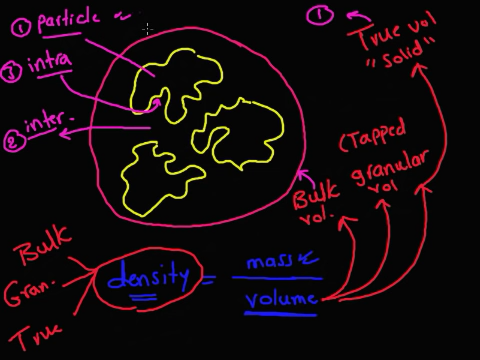 ① particle
③ intra
② inter.
①
True vol
"Solid"
(Tapped
granular
vol
Bulk
vol.
Bulk
Gran.
True
density = mass
volume